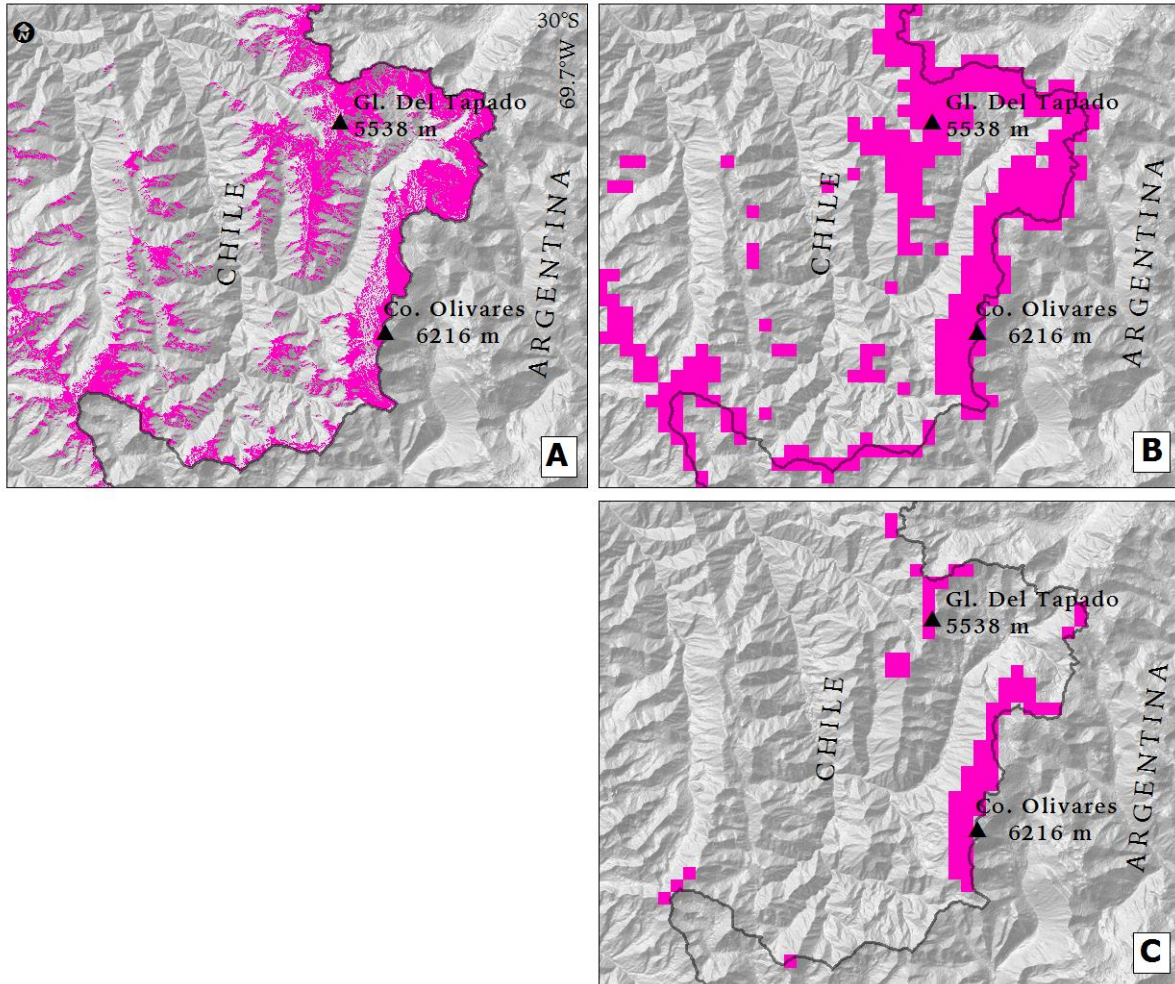 N
30°S
69.7°W
Gl. Del Tapado
5538 m
CHILE
ARGENTINA
Co. Olivares
6216 m
A
Gl. Del Tapado
5538 m
CHILE
ARGENTINA
Co. Olivares
6216 m
B
Gl. Del Tapado
5538 m
CHILE
ARGENTINA
Co. Olivares
6216 m
C